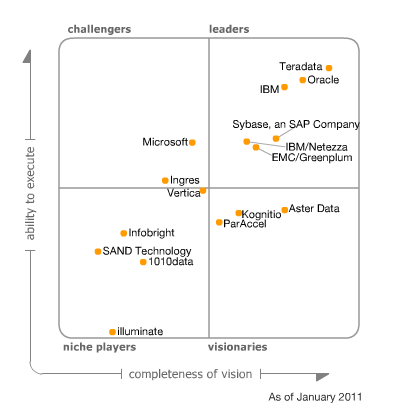 challengers
leaders
Teradata
Oracle
IBM
Sybase, an SAP Company
Microsoft
IBM/Netezza
EMC/Greenplum
Ingres
Vertica
Aster Data
Kognitio
ParAccel
Infobright
SAND Technology
1010data
illuminate
niche players
visionaries
ability to execute
completeness of vision
As of January 2011